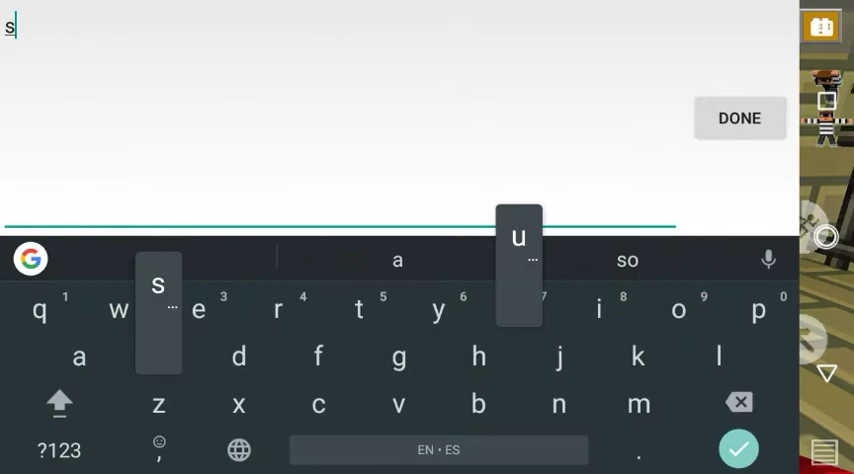 s
DONE
u
...
a
so
s
...
q 1 w e 3 r 4 t 5 y 6 7 i 8 o 9 p 0
a d f g h j k l
z x c v b n m
?123 , EN • ES .